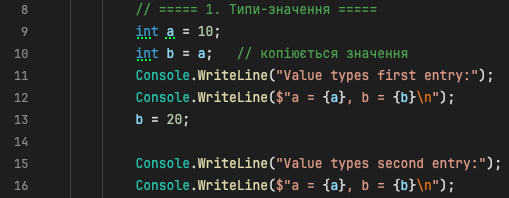 8 // ===== 1. Типи-значення =====
9 int a = 10;
10 int b = a; // копіюється значення
11 Console.WriteLine("Value types first entry:");
12 Console.WriteLine($"a = {a}, b = {b}\n");
13 b = 20;
14
15 Console.WriteLine("Value types second entry:");
16 Console.WriteLine($"a = {a}, b = {b}\n");